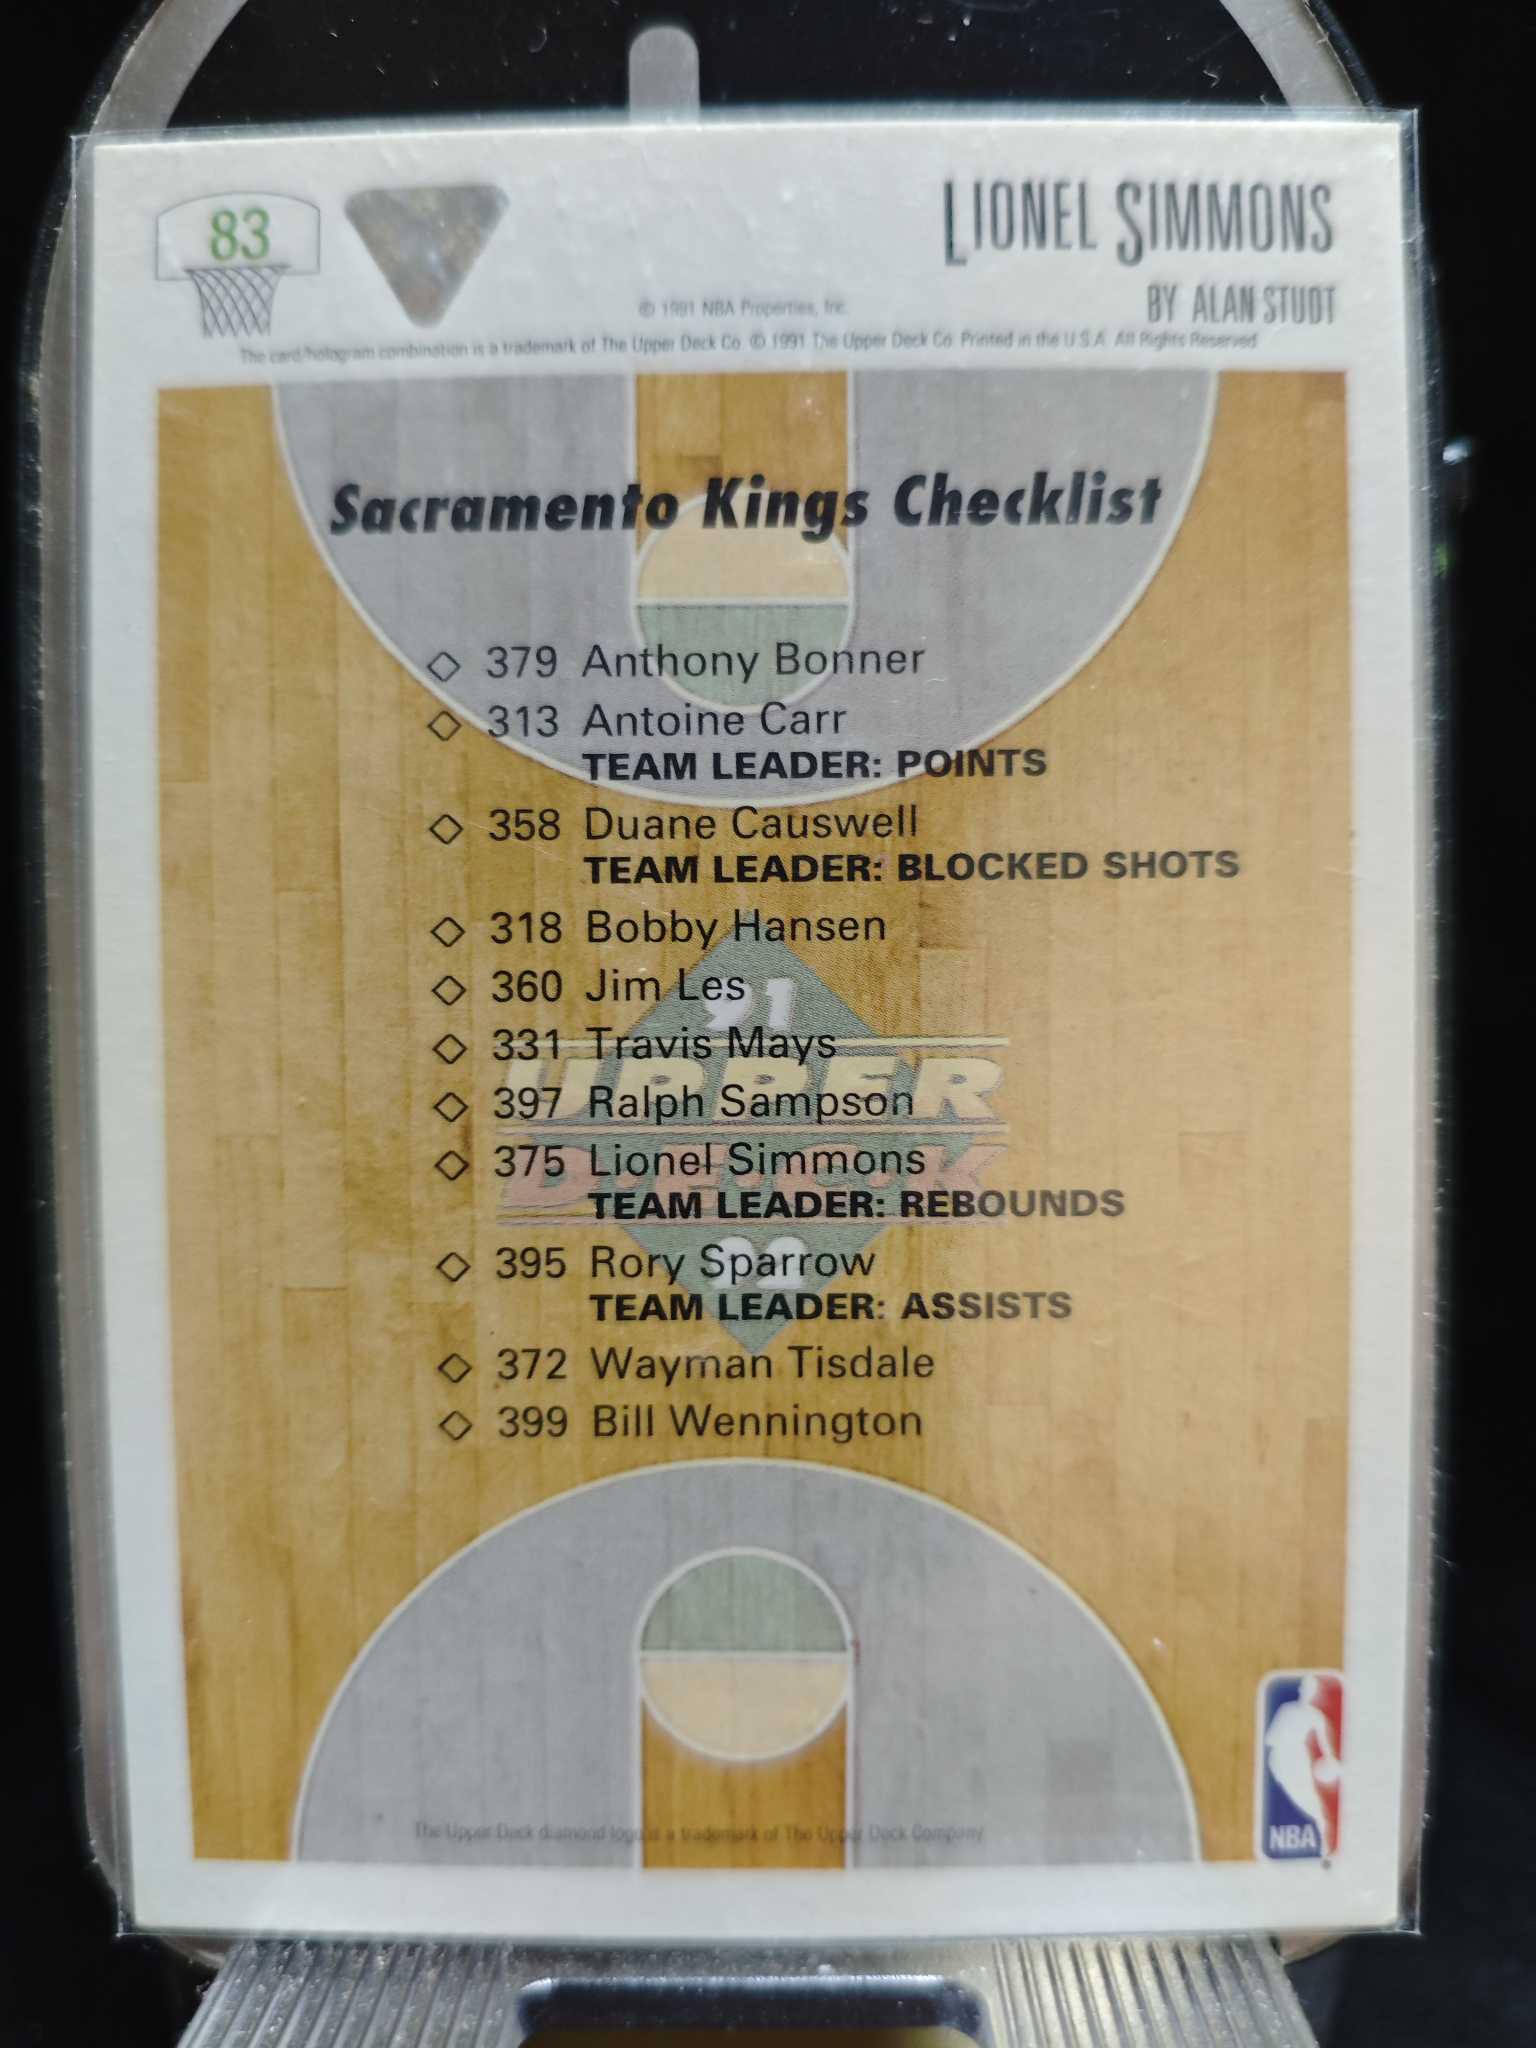 83
LIONEL SIMMONS
BY ALAN STUDT
© 1991 NBA Properties, Inc.
The card/hologram combination is a trademark of The Upper Deck Co. © 1991 The Upper Deck Co. Printed in the U.S.A. All Rights Reserved
Sacramento Kings Checklist
◇ 379 Anthony Bonner
◇ 313 Antoine Carr
TEAM LEADER: POINTS
◇ 358 Duane Causwell
TEAM LEADER: BLOCKED SHOTS
◇ 318 Bobby Hansen
◇ 360 Jim Les
◇ 331 Travis Mays
◇ 397 Ralph Sampson
◇ 375 Lionel Simmons
TEAM LEADER: REBOUNDS
◇ 395 Rory Sparrow
TEAM LEADER: ASSISTS
◇ 372 Wayman Tisdale
◇ 399 Bill Wennington
91
UPPER
DECK
92
The Upper Deck diamond logo is a trademark of The Upper Deck Company
NBA